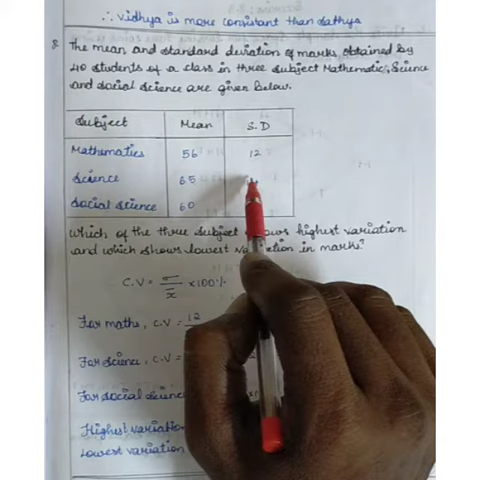 ∴ Vidhya is more consistent than Sathya
8. The mean and standard deviation of marks obtained by
40 students of a class in three subject Mathematics, Science
and Social Science are given below.
Subject Mean S.D
Mathematics 56 12
Science 65
Social Science 60
Which of the three subject shows highest variation
and which shows lowest variation in marks?
C.V = σ/x̄ ×100%
For maths, C.V = 12
For Science, C.V =
For Social Science
Highest variation
Lowest variation